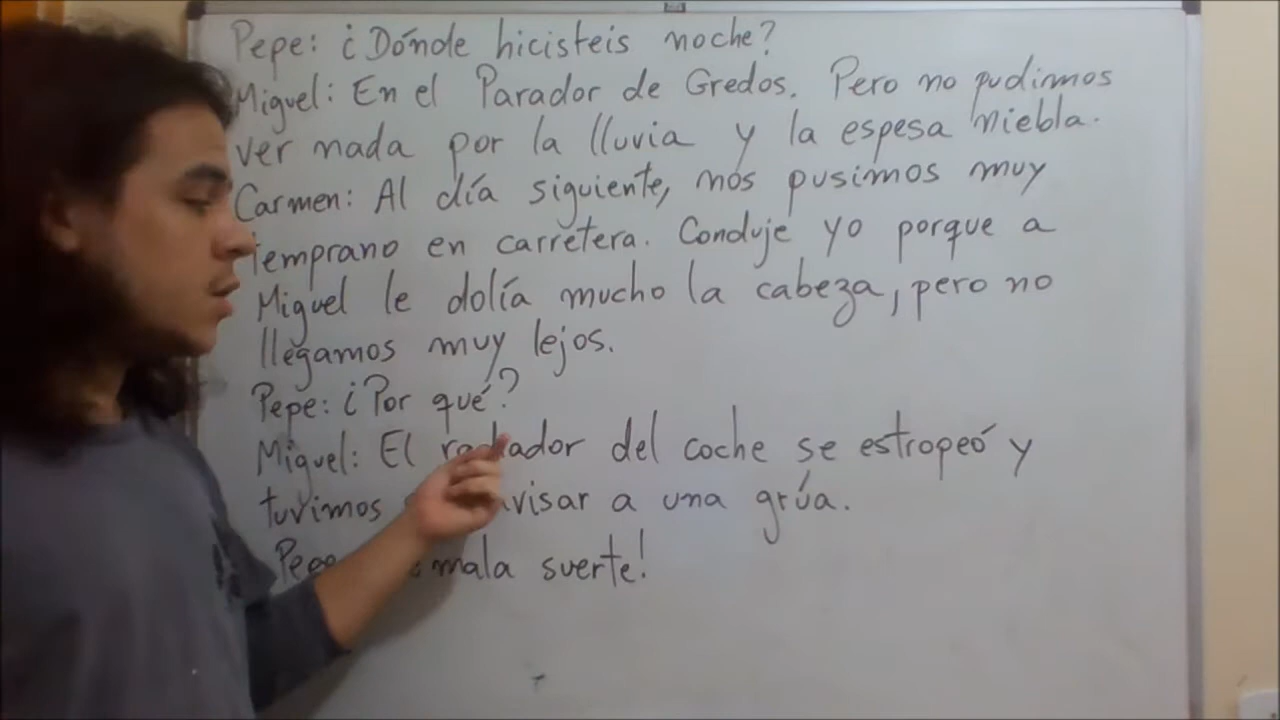 Pepe: ¿Dónde hicisteis noche?
Miguel: En el Parador de Gredos. Pero no pudimos
ver nada por la lluvia y la espesa niebla.
Carmen: Al día siguiente, nos pusimos muy
temprano en carretera. Conduje yo porque a
Miguel le dolía mucho la cabeza, pero no
llegamos muy lejos.
Pepe: ¿Por qué?
Miguel: El radiador del coche se estropeó y
tuvimos avisar a una grúa.
mala suerte!